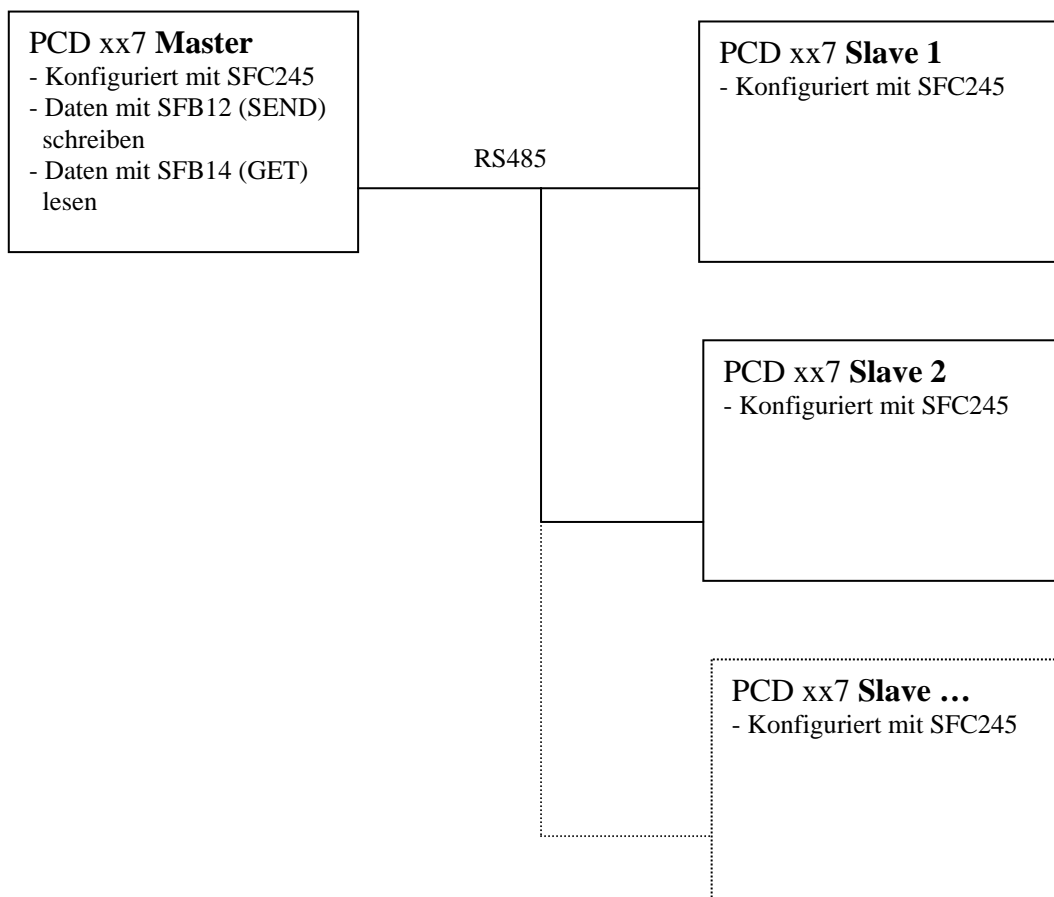 PCD xx7 Master
- Konfiguriert mit SFC245
- Daten mit SFB12 (SEND)
schreiben
- Daten mit SFB14 (GET)
lesen
RS485
PCD xx7 Slave 1
- Konfiguriert mit SFC245
PCD xx7 Slave 2
- Konfiguriert mit SFC245
PCD xx7 Slave …
- Konfiguriert mit SFC245